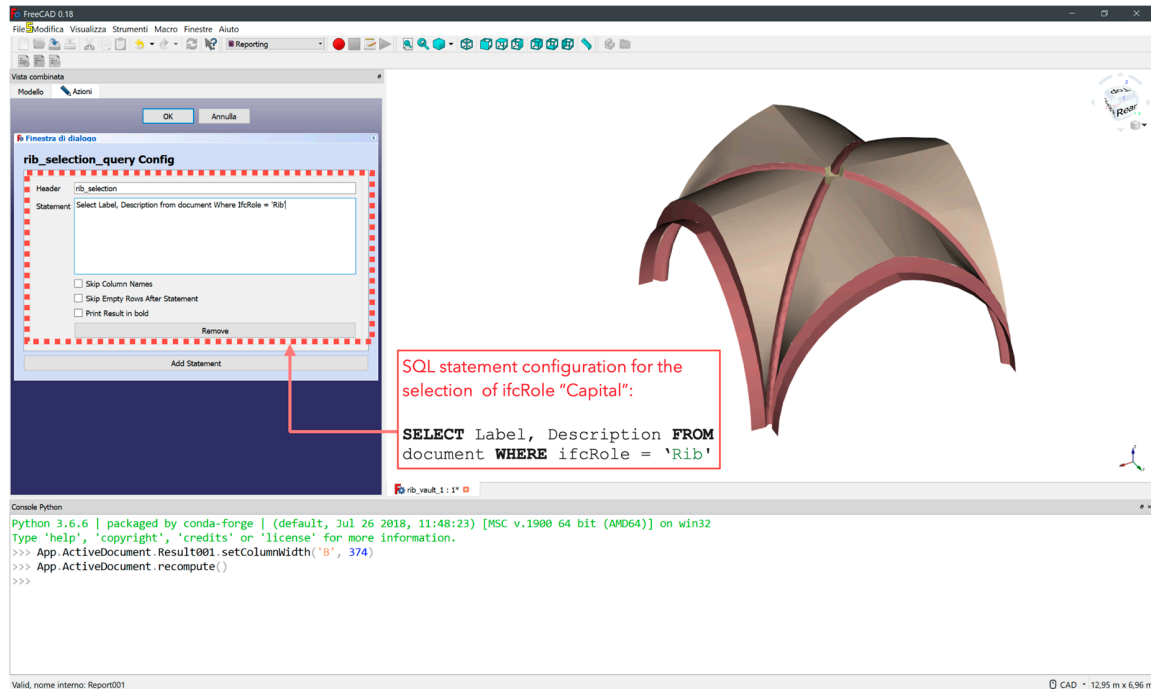 FreeCAD 0.18
File Modifica Visualizza Strumenti Macro Finestre Aiuto
Reporting
Vista combinata
Modello Azioni
OK Annulla
Finestra di dialogo
rib_selection_query Config
Header rib_selection
Statement Select Label, Description from document Where IfcRole = 'Rib'
Skip Column Names
Skip Empty Rows After Statement
Print Result in bold
Remove
Add Statement
Rear
SQL statement configuration for the
selection of ifcRole “Capital”:
SELECT Label, Description FROM
document WHERE ifcRole = ‘Rib'
rib_vault_1 : 1*
Console Python
Python 3.6.6 | packaged by conda-forge | (default, Jul 26 2018, 11:48:23) [MSC v.1900 64 bit (AMD64)] on win32
Type 'help', 'copyright', 'credits' or 'license' for more information.
>>> App.ActiveDocument.Result001.setColumnWidth('B', 374)
>>> App.ActiveDocument.recompute()
>>>
Valid, nome interno: Report001
CAD 12,95 m x 6,96 m